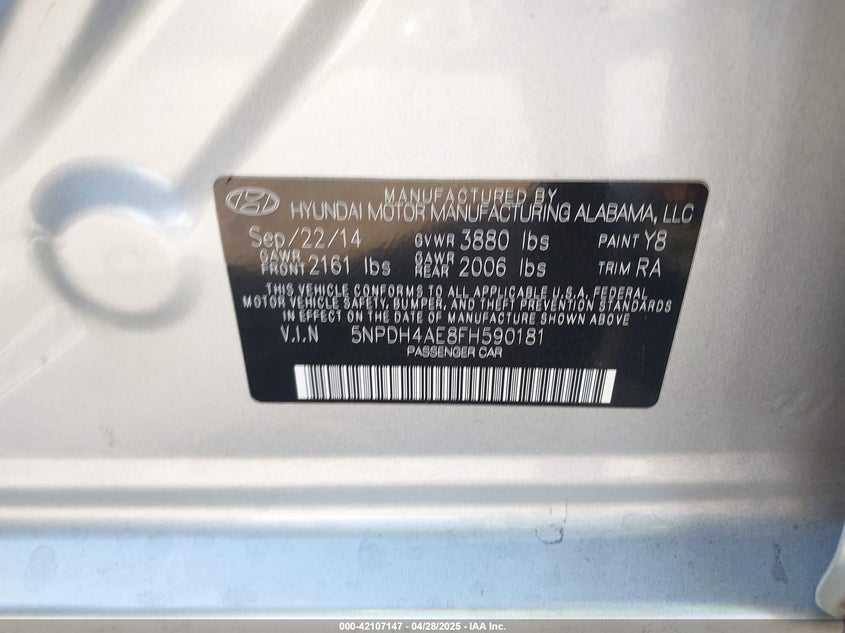 MANUFACTURED BY
HYUNDAI MOTOR MANUFACTURING ALABAMA, LLC
Sep/22/14 GVWR 3880 lbs PAINT Y8
GAWR FRONT 2161 lbs GAWR REAR 2006 lbs TRIM RA
THIS VEHICLE CONFORMS TO ALL APPLICABLE U.S.A. FEDERAL
MOTOR VEHICLE SAFETY, BUMPER, AND THEFT PREVENTION STANDARDS
IN EFFECT ON THE DATE OF MANUFACTURE SHOWN ABOVE
V.I.N 5NPDH4AE8FH590181
PASSENGER CAR
000-42107147 - 04/28/2025 - IAA Inc.